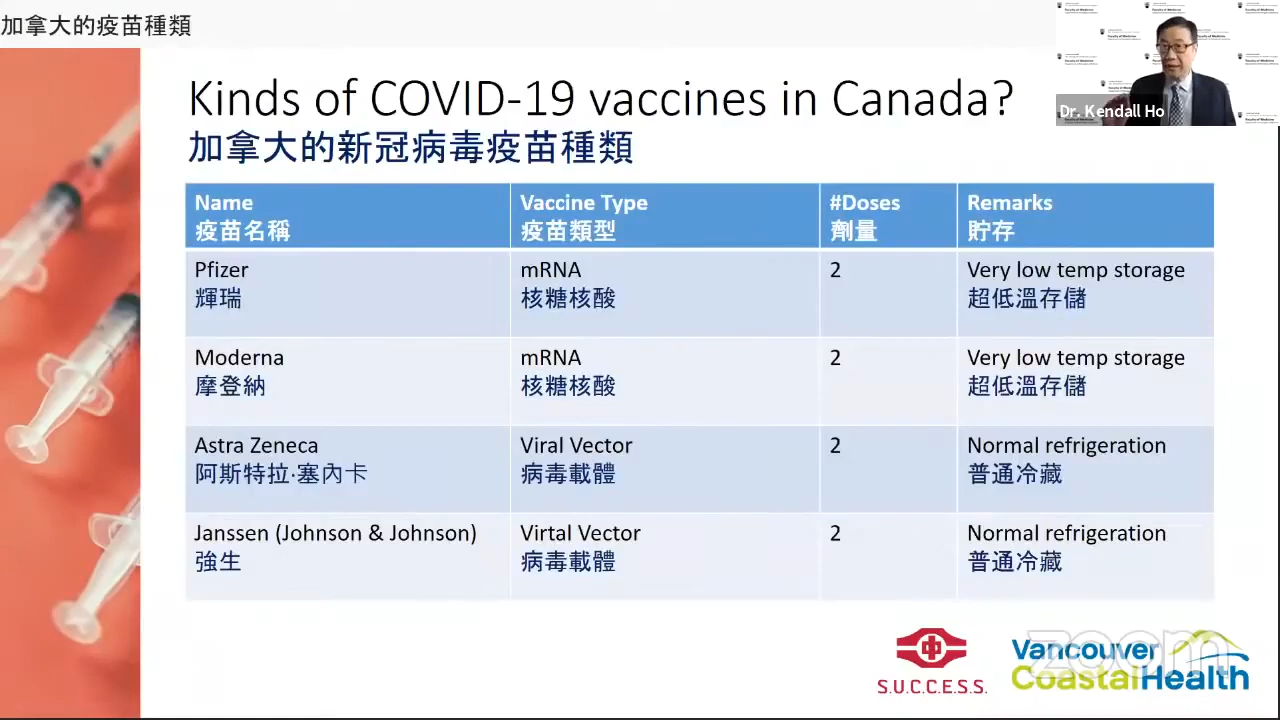 加拿大的疫苗種類
Dr. Kendall Ho
Kinds of COVID-19 vaccines in Canada?
加拿大的新冠病毒疫苗種類
Name Vaccine Type #Doses Remarks
疫苗名稱 疫苗類型 劑量 貯存
Pfizer mRNA 2 Very low temp storage
輝瑞 核糖核酸 超低溫存儲
Moderna mRNA 2 Very low temp storage
摩登納 核糖核酸 超低溫存儲
Astra Zeneca Viral Vector 2 Normal refrigeration
阿斯特拉·塞內卡 病毒載體 普通冷藏
Janssen (Johnson & Johnson) Virtal Vector 2 Normal refrigeration
強生 病毒載體 普通冷藏
S.U.C.C.E.S.S.
Vancouver
CoastalHealth
zoom